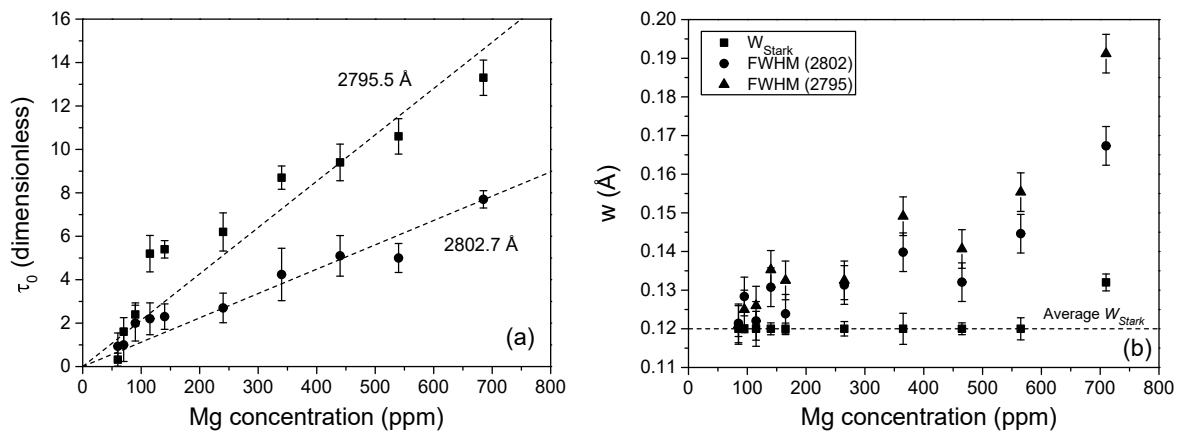 16
14
12
10
8
6
4
2
0
τ0 (dimensionless)
2795.5 Å
2802.7 Å
(a)
0 100 200 300 400 500 600 700 800
Mg concentration (ppm)
0.20
0.19
0.18
0.17
0.16
0.15
0.14
0.13
0.12
0.11
w (Å)
WStark
FWHM (2802)
FWHM (2795)
Average WStark
(b)
0 100 200 300 400 500 600 700 800
Mg concentration (ppm)